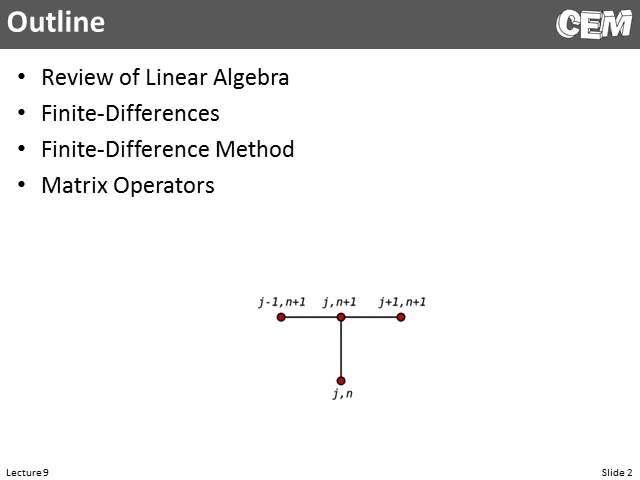 Outline
CEM
• Review of Linear Algebra
• Finite-Differences
• Finite-Difference Method
• Matrix Operators
j-1,n+1 j,n+1 j+1,n+1
j,n
Lecture 9
Slide 2